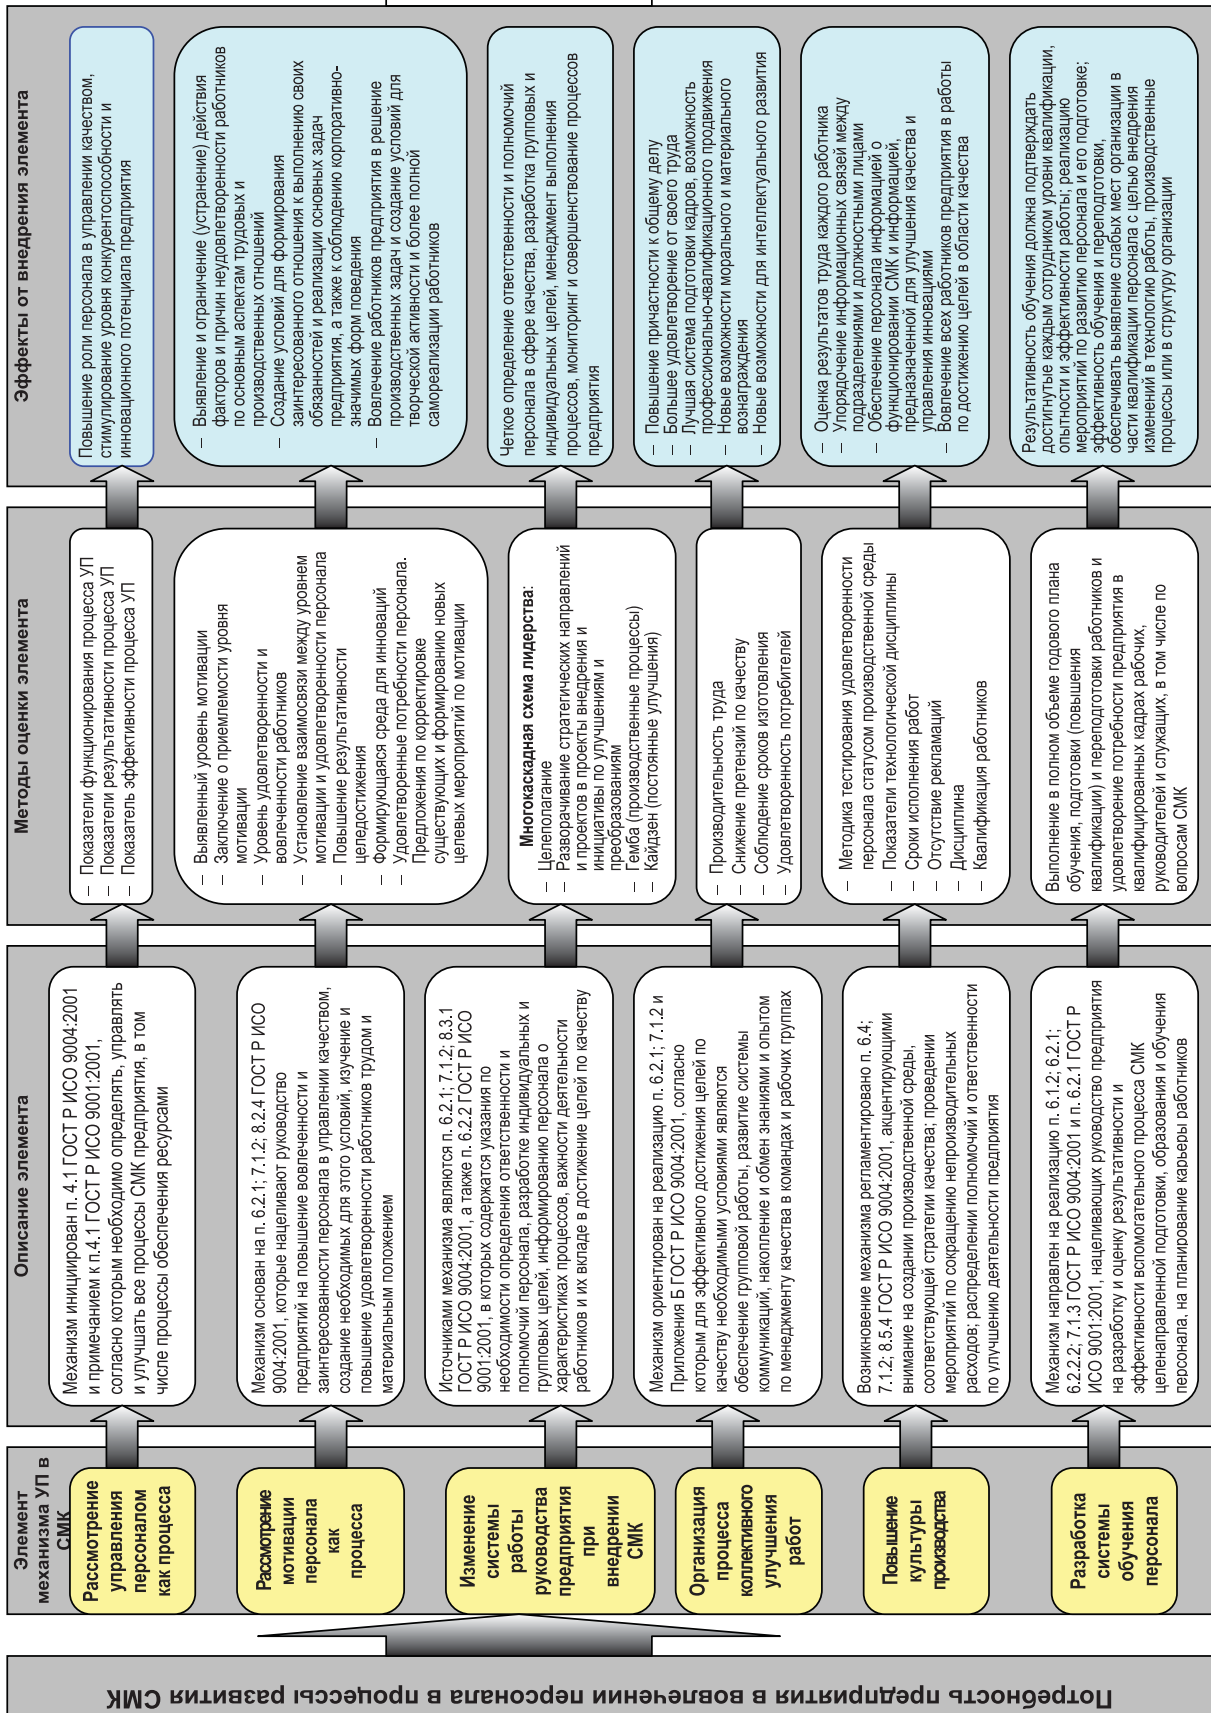 Потребность предприятия в вовлечении персонала в процессы развития СМК
Элемент
механизма УП в
СМК
Описание элемента
Методы оценки элемента
Эффекты от внедрения элемента
Рассмотрение
управления
персоналом
как процесса
Механизм инициирован п. 4.1 ГОСТ Р ИСО 9004:2001
и примечанием к п.4.1 ГОСТ Р ИСО 9001:2001,
согласно которым необходимо определять, управлять
и улучшать все процессы СМК предприятия, в том
числе процессы обеспечения ресурсами
– Показатели функционирования процесса УП
– Показатели результативности процесса УП
– Показатель эффективности процесса УП
Повышение роли персонала в управлении качеством,
стимулирование уровня конкурентоспособности и
инновационного потенциала предприятия
Рассмотрение
мотивации
персонала
как
процесса
Механизм основан на п. 6.2.1; 7.1.2; 8.2.4 ГОСТ Р ИСО
9004:2001, которые нацеливают руководство
предприятий на повышение вовлеченности и
заинтересованности персонала в управлении качеством,
создание необходимых для этого условий, изучение и
повышение удовлетворенности работников трудом и
материальным положением
– Выявленный уровень мотивации
– Заключение о приемлемости уровня
мотивации
– Уровень удовлетворенности и
вовлеченности работников
– Установление взаимосвязи между уровнем
мотивации и удовлетворенности персонала
– Повышение результативности
целедостижения
– Формирующаяся среда для инноваций
– Удовлетворенные потребности персонала.
– Предложения по корректировке
существующих и формированию новых
целевых мероприятий по мотивации
– Выявление и ограничение (устранение) действия
факторов и причин неудовлетворенности работников
по основным аспектам трудовых и
производственных отношений
– Создание условий для формирования
заинтересованного отношения к выполнению своих
обязанностей и реализации основных задач
предприятия, а также к соблюдению корпоративно-
значимых форм поведения
– Вовлечение работников предприятия в решение
производственных задач и создание условий для
творческой активности и более полной
самореализации работников
Изменение
системы
работы
руководства
предприятия
при
внедрении
СМК
Источниками механизма являются п. 6.2.1; 7.1.2; 8.3.1
ГОСТ Р ИСО 9004:2001, а также п. 6.2.2 ГОСТ Р ИСО
9001:2001, в которых содержатся указания по
необходимости определения ответственности и
полномочий персонала, разработке индивидуальных и
групповых целей, информированию персонала о
характеристиках процессов, важности деятельности
работников и их вкладе в достижение целей по качеству
Многокаскадная схема лидерства:
– Целеполагание
– Разворачивание стратегических направлений
и проектов в проекты внедрения и
инициативы по улучшениям и
преобразованиям
– Гемба (производственные процессы)
– Кайдзен (постоянные улучшения)
Четкое определение ответственности и полномочий
персонала в сфере качества, разработка групповых и
индивидуальных целей, менеджмент выполнения
процессов, мониторинг и совершенствование процессов
предприятия
Организация
процесса
коллективного
улучшения
работ
Механизм ориентирован на реализацию п. 6.2.1; 7.1.2 и
Приложения Б ГОСТ Р ИСО 9004:2001, согласно
которым для эффективного достижения целей по
качеству необходимыми условиями являются
обеспечение групповой работы, развитие системы
коммуникаций, накопление и обмен знаниями и опытом
по менеджменту качества в командах и рабочих группах
– Производительность труда
– Снижение претензий по качеству
– Соблюдение сроков изготовления
– Удовлетворенность потребителей
– Повышение причастности к общему делу
– Большее удовлетворение от своего труда
– Лучшая система подготовки кадров, возможность
профессионально-квалификационного продвижения
– Новые возможности морального и материального
вознаграждения
– Новые возможности для интеллектуального развития
Повышение
культуры
производства
Возникновение механизма регламентировано п. 6.4;
7.1.2; 8.5.4 ГОСТ Р ИСО 9004:2001, акцентирующими
внимание на создании производственной среды,
соответствующей стратегии качества; проведении
мероприятий по сокращению непроизводительных
расходов; распределении полномочий и ответственности
по улучшению деятельности предприятия
– Методика тестирования удовлетворенности
персонала статусом производственной среды
– Показатели технологической дисциплины
– Сроки исполнения работ
– Отсутствие рекламаций
– Дисциплина
– Квалификация работников
– Оценка результатов труда каждого работника
– Упорядочение информационных связей между
подразделениями и должностными лицами
– Обеспечение персонала информацией о
функционировании СМК и информацией,
предназначенной для улучшения качества и
управления инновациями
– Вовлечение всех работников предприятия в работы
по достижению целей в области качества
Разработка
системы
обучения
персонала
Механизм направлен на реализацию п. 6.1.2; 6.2.1;
6.2.2.2; 7.1.3 ГОСТ Р ИСО 9004:2001 и п. 6.2.1 ГОСТ Р
ИСО 9001:2001, нацеливающих руководство предприятия
на разработку и оценку результативности и
эффективности вспомогательного процесса СМК
целенаправленной подготовки, образования и обучения
персонала, на планирование карьеры работников
Выполнение в полном объеме годового плана
обучения, подготовки (повышения
квалификации) и переподготовки работников и
удовлетворение потребности предприятия в
квалифицированных кадрах рабочих,
руководителей и служащих, в том числе по
вопросам СМК
Результативность обучения должна подтверждать
достигнутые каждым сотрудником уровни квалификации,
опытности и эффективности работы; реализацию
мероприятий по развитию персонала и его подготовке;
эффективность обучения и переподготовки,
обеспечивать выявление слабых мест организации в
части квалификации персонала с целью внедрения
изменений в технологию работы, производственные
процессы или в структуру организации